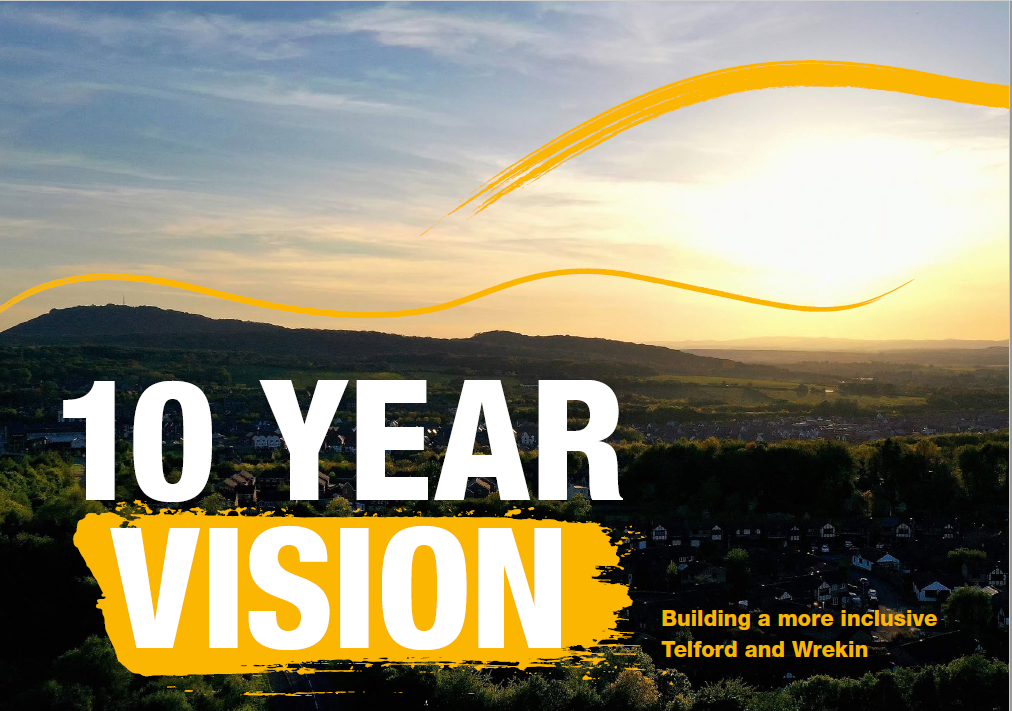 10 YEAR
VISION
Building a more inclusive
Telford and Wrekin